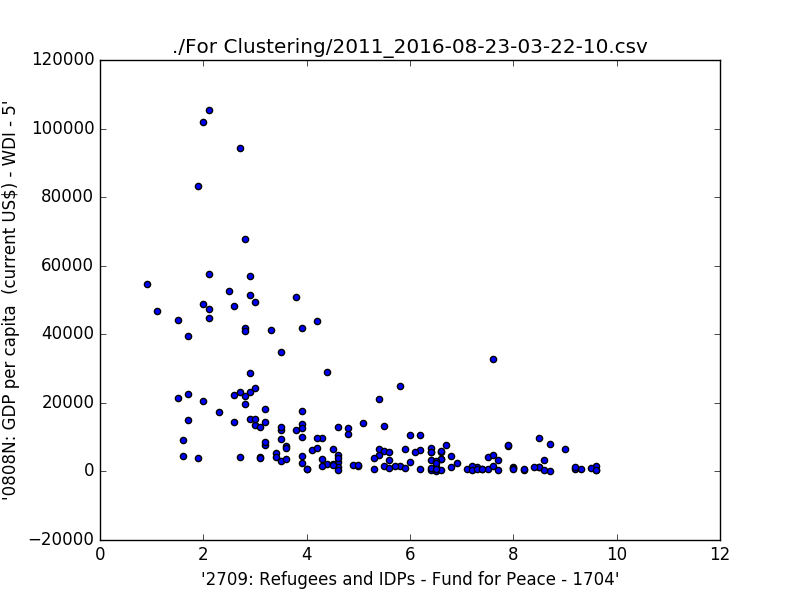 ./For Clustering/2011_2016-08-23-03-22-10.csv
120000
100000
80000
60000
40000
20000
0
−20000
'0808N: GDP per capita  (current US$) - WDI - 5'
0 2 4 6 8 10 12
'2709: Refugees and IDPs - Fund for Peace - 1704'